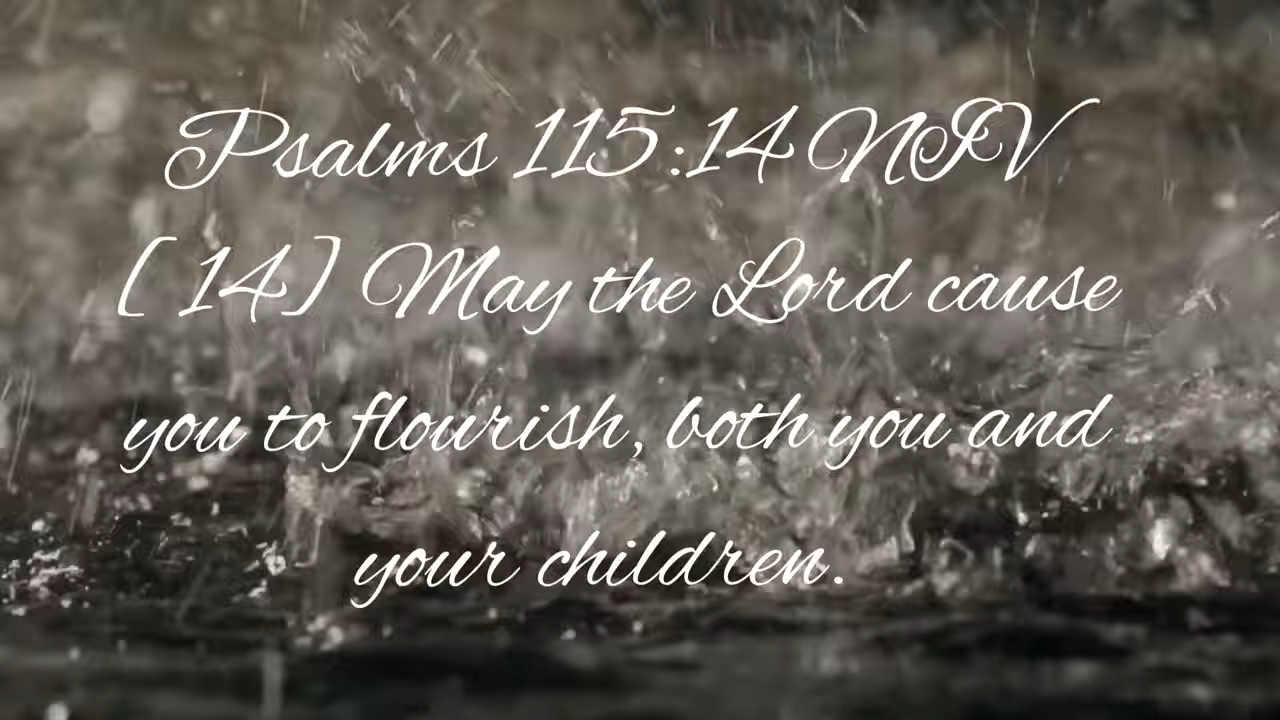 Psalms 115:14 NIV
[14] May the Lord cause
you to flourish, both you and
your children.